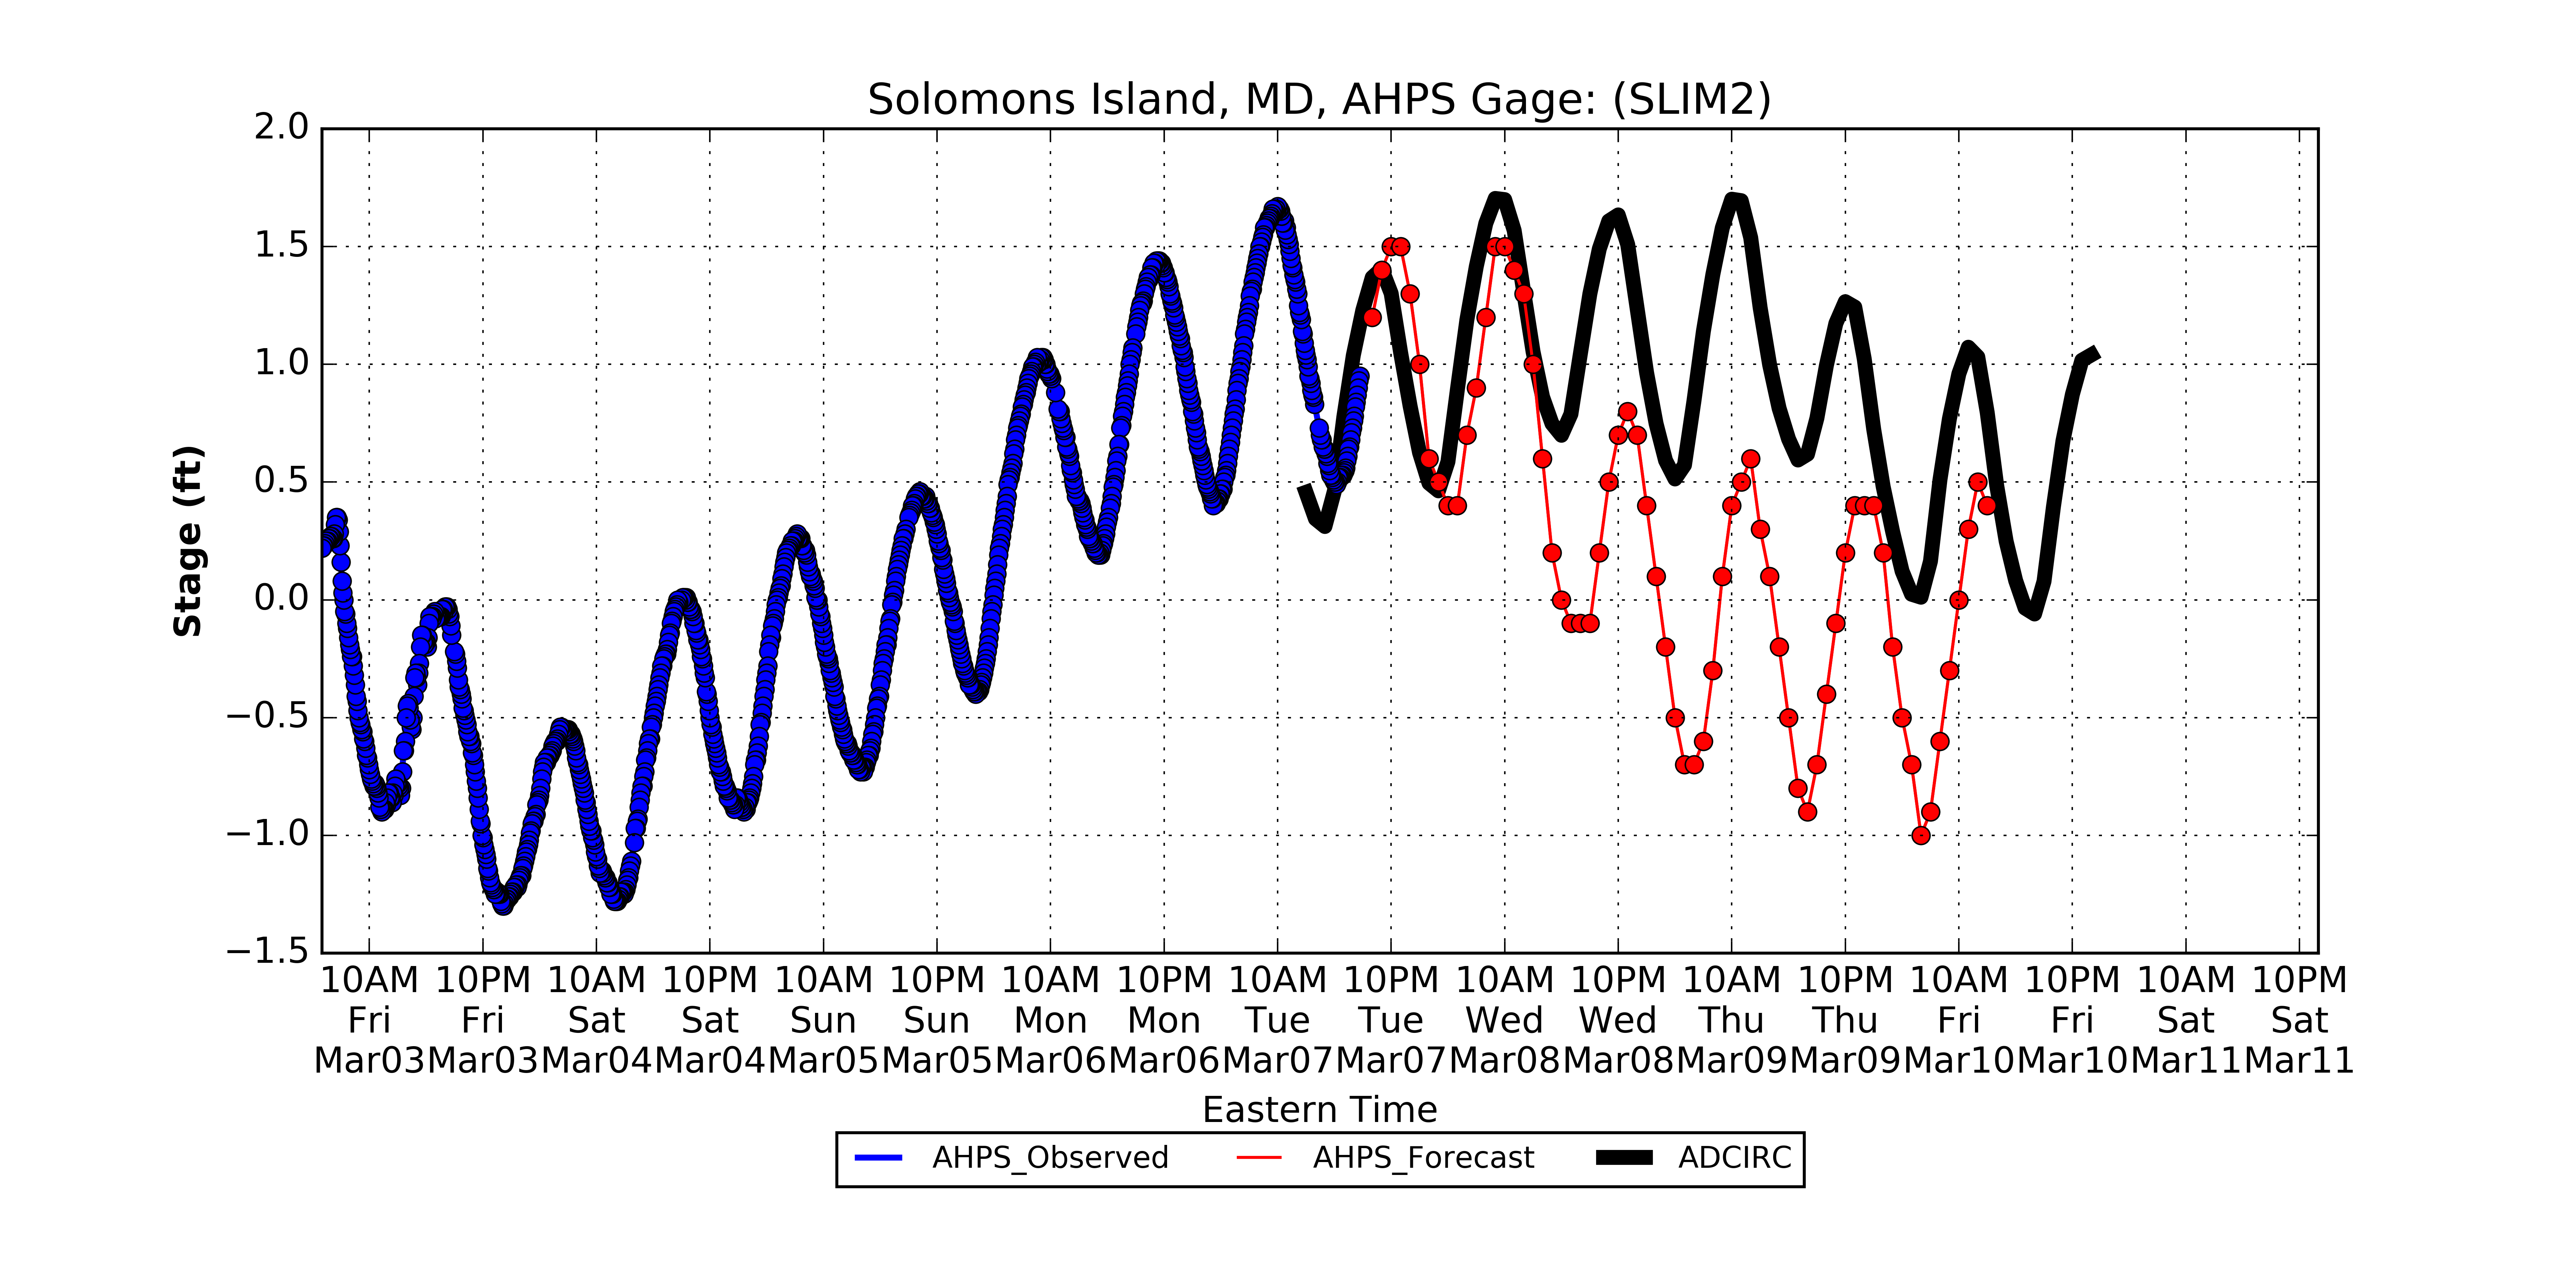 Solomons Island, MD, AHPS Gage: (SLIM2)
2.0
1.5
1.0
0.5
0.0
−0.5
−1.0
−1.5
Stage (ft)
10AM 10PM 10AM 10PM 10AM 10PM 10AM 10PM 10AM 10PM 10AM 10PM 10AM 10PM 10AM 10PM 10AM 10PM
Fri Fri Sat Sat Sun Sun Mon Mon Tue Tue Wed Wed Thu Thu Fri Fri Sat Sat
Mar03 Mar03 Mar04 Mar04 Mar05 Mar05 Mar06 Mar06 Mar07 Mar07 Mar08 Mar08 Mar09 Mar09 Mar10 Mar10 Mar11 Mar11
Eastern Time
AHPS_Observed AHPS_Forecast ADCIRC